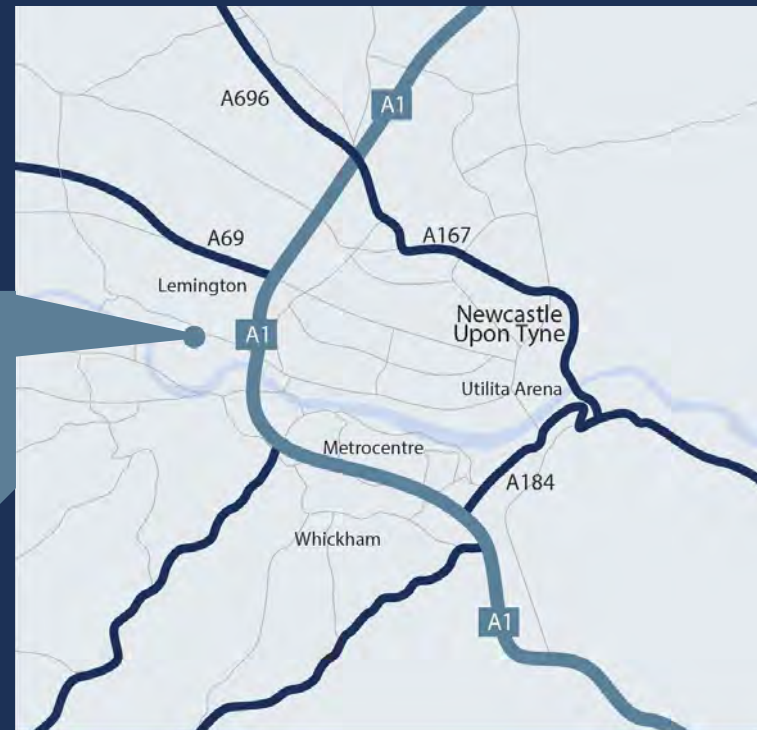 A1
A696
A69
A167
Lemington
Newcastle
Upon Tyne
A1
Utilita Arena
Metrocentre
A184
Whickham
A1